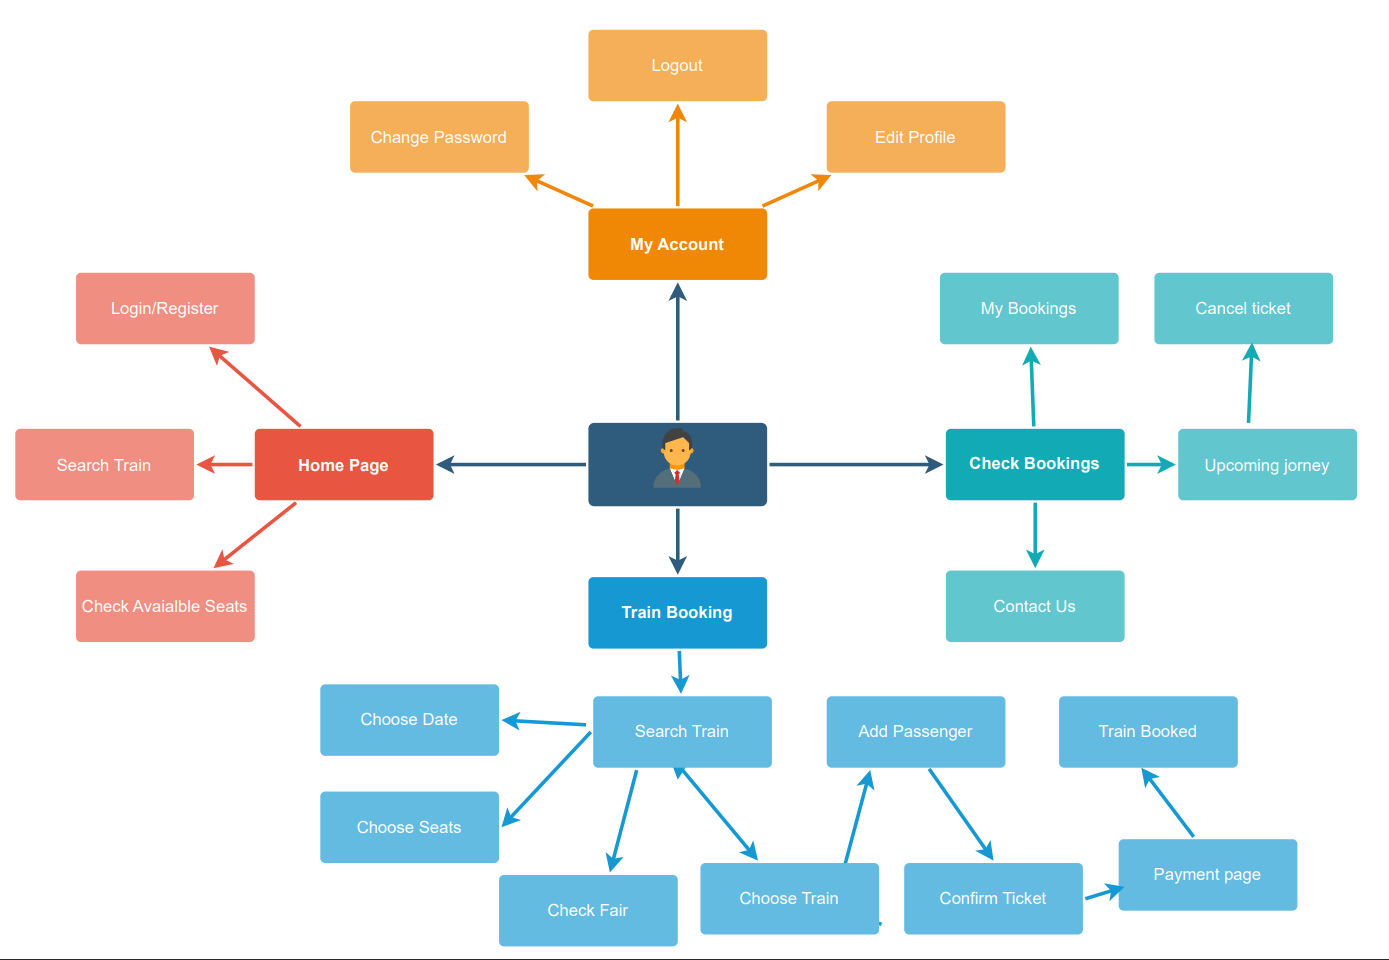 Logout
Change Password
Edit Profile
My Account
Login/Register
My Bookings
Cancel ticket
Search Train
Home Page
Check Bookings
Upcoming jorney
Check Avaialble Seats
Train Booking
Contact Us
Choose Date
Search Train
Add Passenger
Train Booked
Choose Seats
Payment page
Check Fair
Choose Train
Confirm Ticket